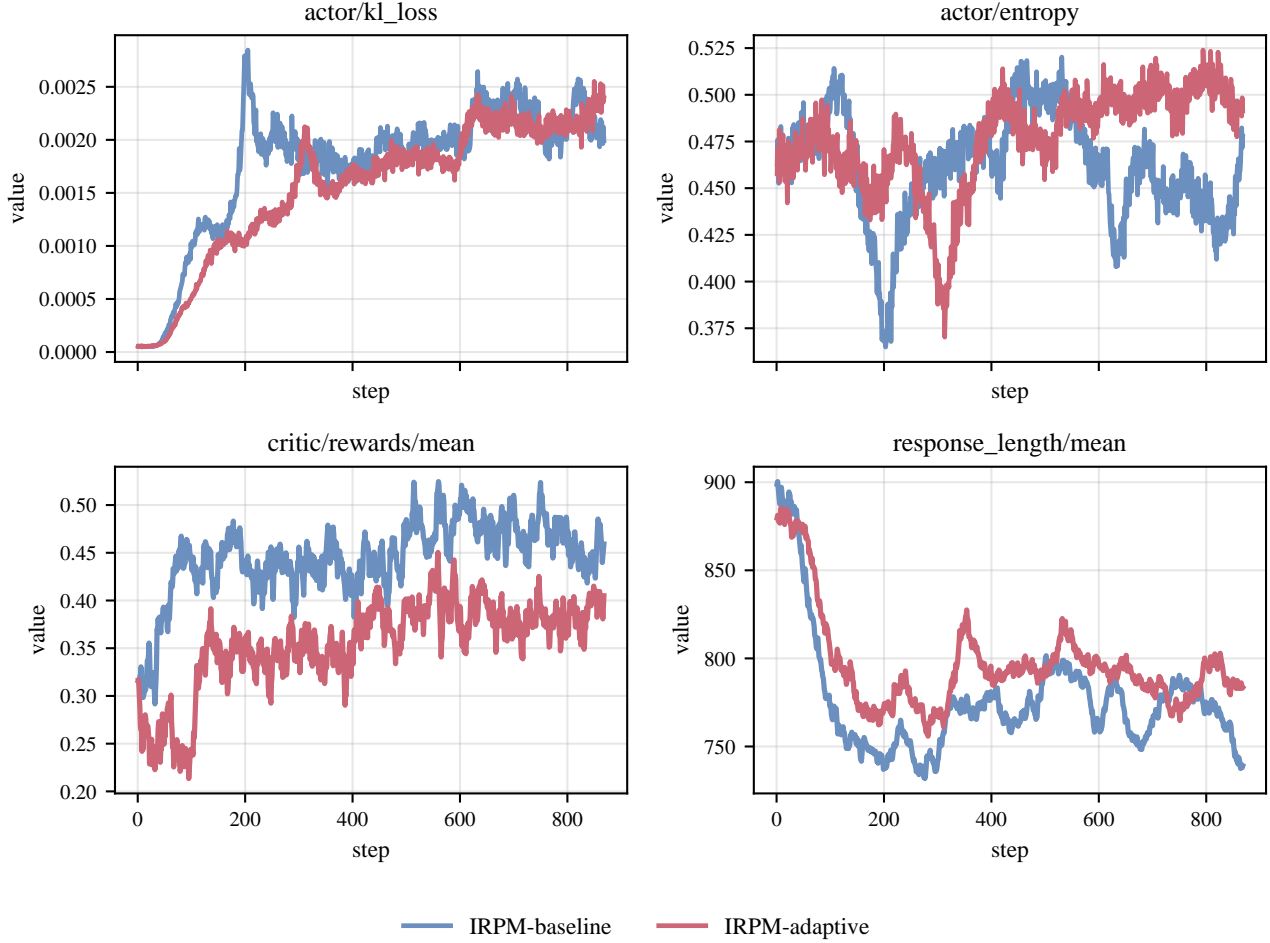 actor/kl_loss
actor/entropy
value
0.0025
0.0020
0.0015
0.0010
0.0005
0.0000
step
value
0.525
0.500
0.475
0.450
0.425
0.400
0.375
step
critic/rewards/mean
response_length/mean
value
0.50
0.45
0.40
0.35
0.30
0.25
0.20
0 200 400 600 800
step
value
900
850
800
750
0 200 400 600 800
step
IRPM-baseline IRPM-adaptive